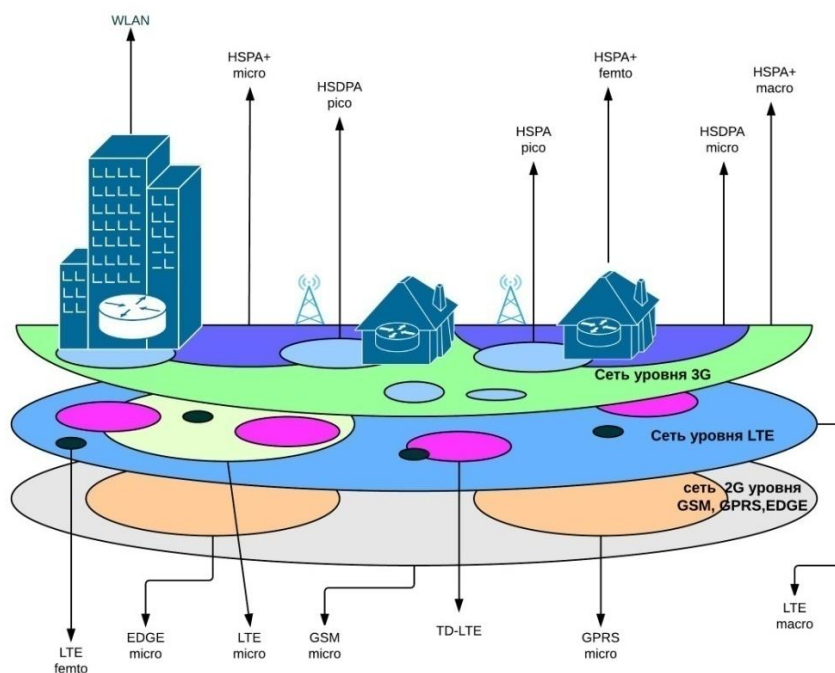 WLAN
HSPA+
micro
HSDPA
pico
HSPA
pico
HSPA+
femto
HSDPA
micro
HSPA+
macro
Сеть уровня 3G
Сеть уровня LTE
сеть 2G уровня
GSM, GPRS,EDGE
LTE
femto
EDGE
micro
LTE
micro
GSM
micro
TD-LTE
GPRS
micro
LTE
macro